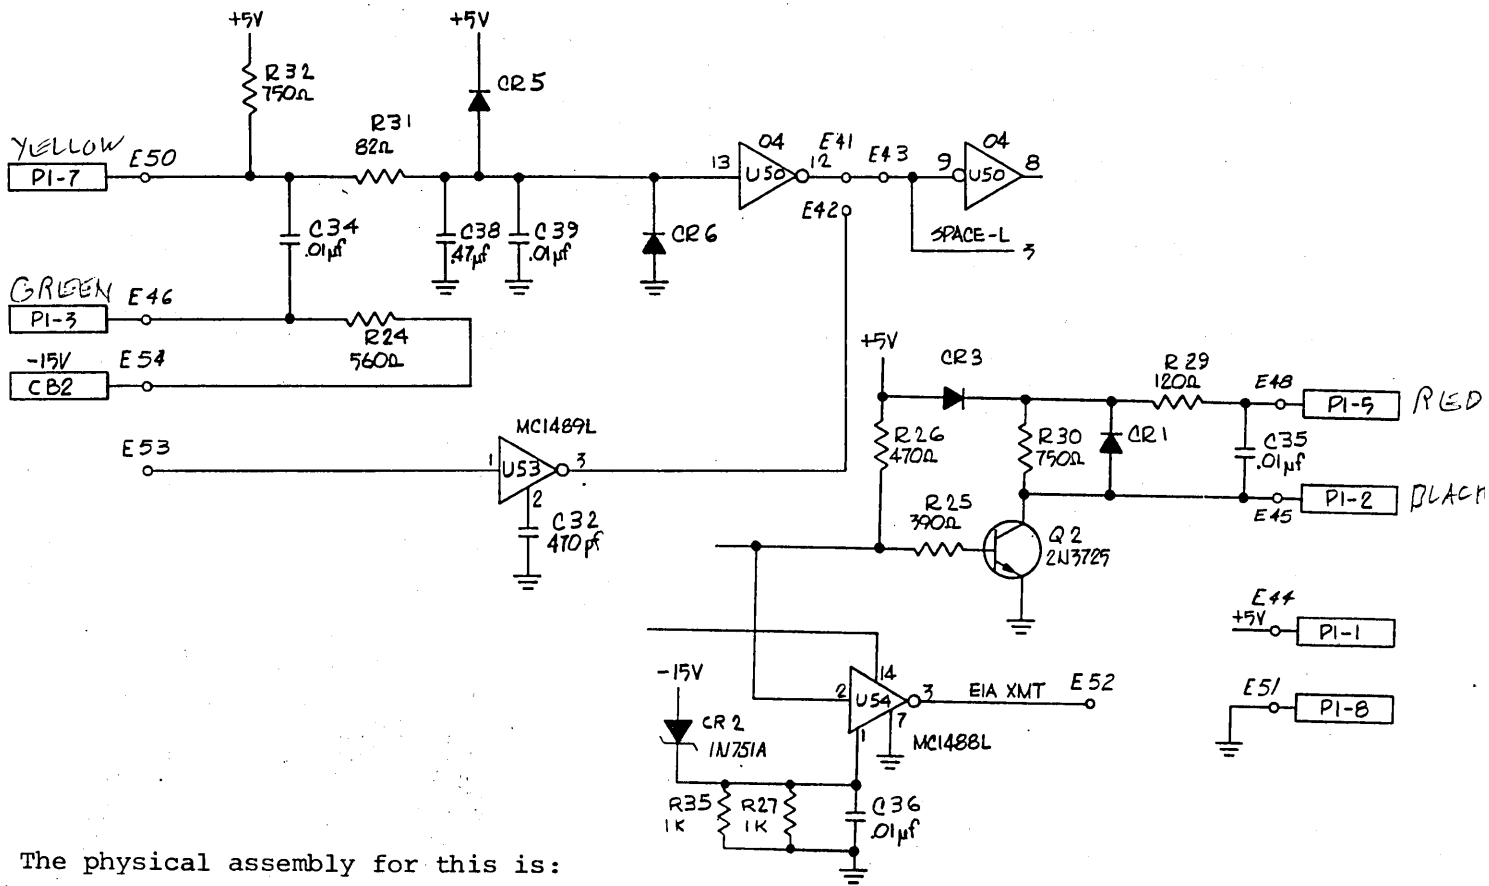 +5V
+5V
R32
750Ω
CR5
R31
82Ω
YELLOW
E50
P1-7
04
13
U50
12
E41
E43
04
9
U50
8
E42
C34
.01μf
C38
.47μf
C39
.01μf
CR6
SPACE-L
3
GREEN
E46
P1-3
R24
560Ω
-15V
E54
CB2
+5V
CR3
R29
120Ω
E48
P1-5
RED
E53
MC1489L
1
U53
3
2
C32
470pf
R26
470Ω
R30
750Ω
CR1
C35
.01μf
R25
390Ω
E45
P1-2
BLACK
Q2
2N3725
E44
+5V
P1-1
-15V
14
2
U54
3
EIA XMT
E52
7
1
MC1488L
E51
P1-8
CR2
1N751A
R35
1K
R27
1K
C36
.01μf
The physical assembly for this is: